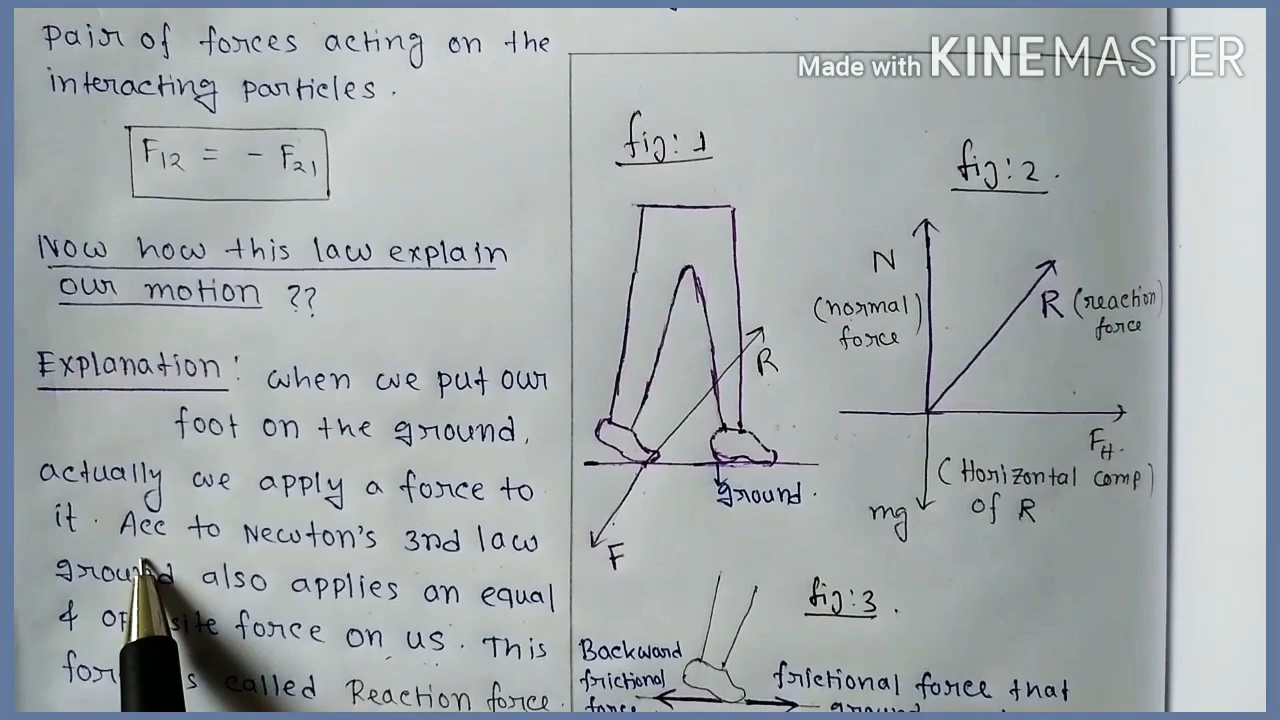 pair of forces acting on the
interacting particles.
F12 = - F21
Now how this law explain
our motion ??
Explanation: when we put our
foot on the ground,
actually we apply a force to
it. Acc to Newton's 3nd law
ground also applies an equal
& force on us. This
called Reaction force.
Made with KINEMASTER
fig: 1
R
F
ground.
fig: 2.
N
(normal)
force
R (reaction)
force
FH
(Horizontal comp)
of R
mg
fig: 3.
Backward
frictional
force
frictional force that
ground